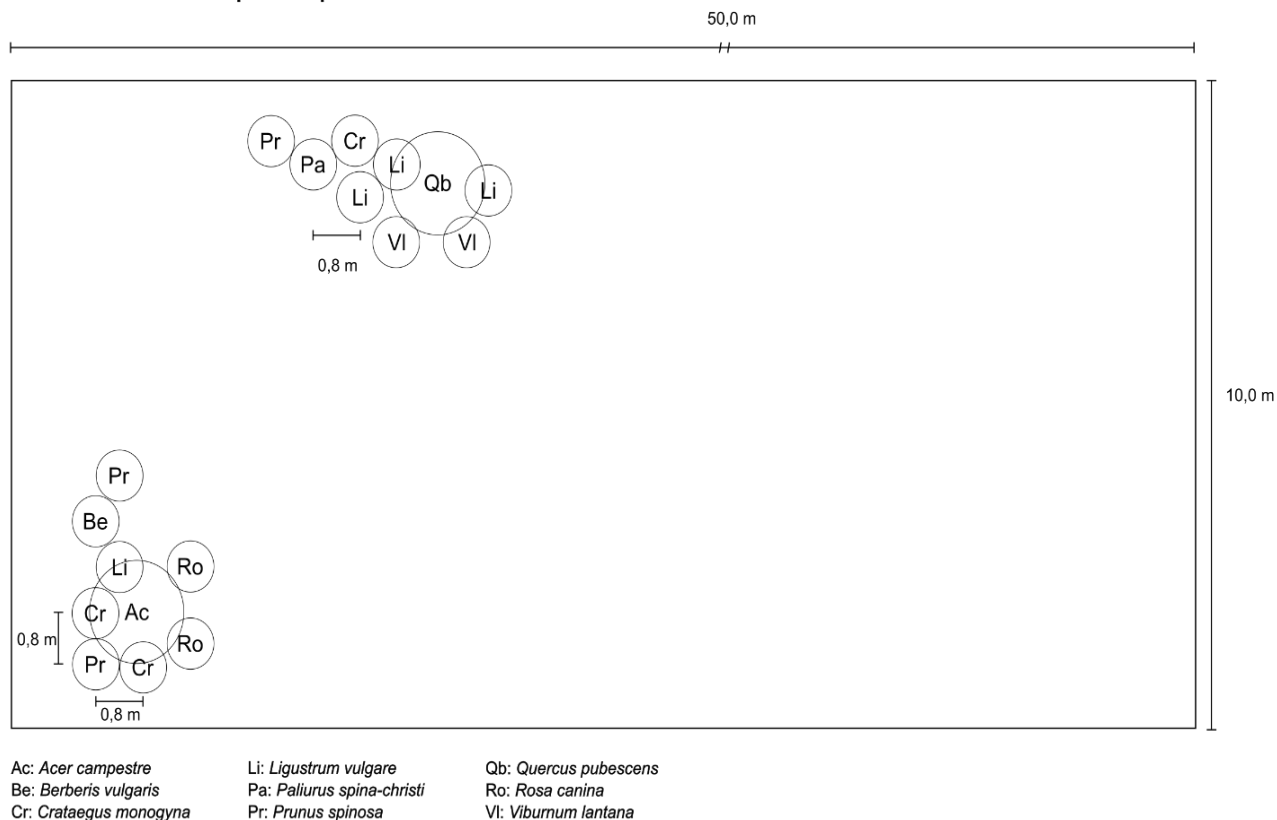 50,0 m
Pr
Cr
Pa
Li
Qb
Li
Li
Vl
Vl
0,8 m
10,0 m
Pr
Be
Li
Ro
Cr
Ac
0,8 m
Ro
Pr
Cr
0,8 m
Ac: Acer campestre
Be: Berberis vulgaris
Cr: Crataegus monogyna
Li: Ligustrum vulgare
Pa: Paliurus spina-christi
Pr: Prunus spinosa
Qb: Quercus pubescens
Ro: Rosa canina
Vl: Viburnum lantana